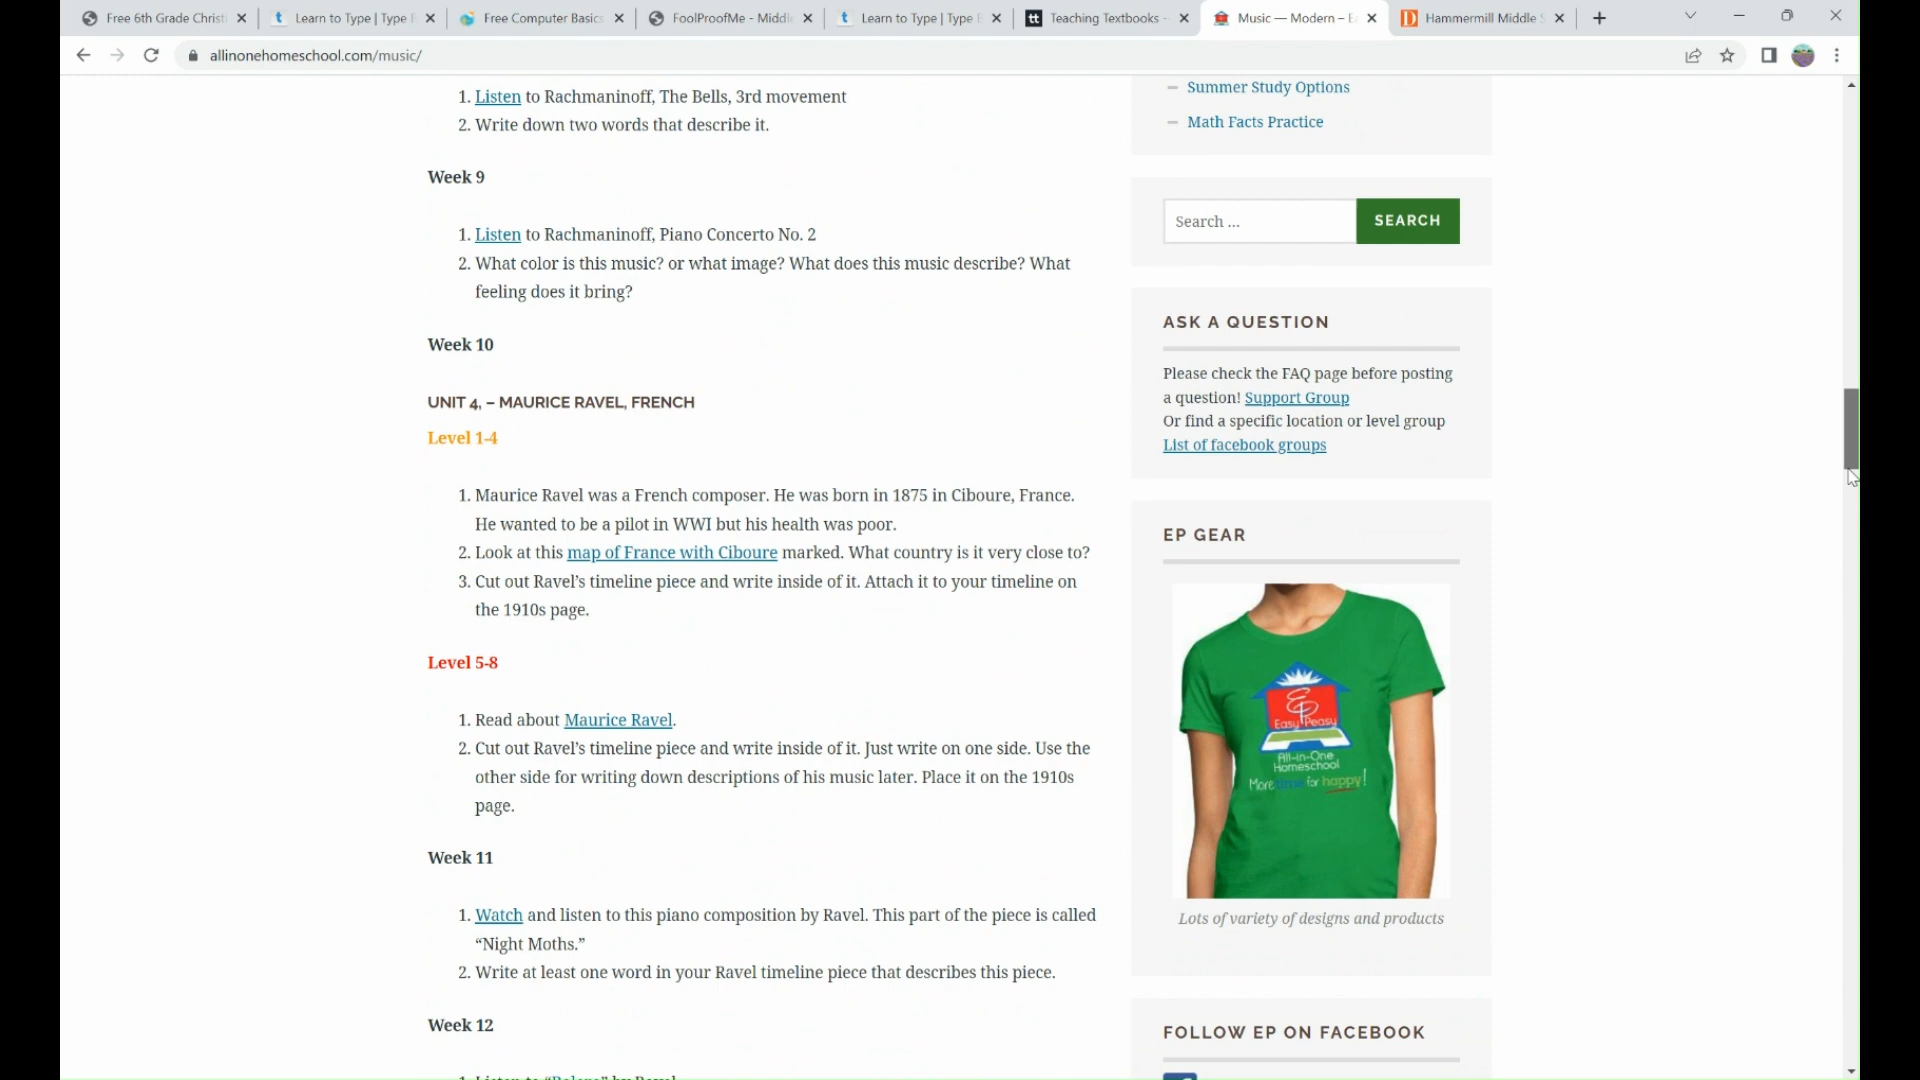 Free 6th Grade Christi
Learn to Type | Type
Free Computer Basics
FoolProofMe - Middl
Learn to Type | Type
Teaching Textbooks -
Music — Modern – E
Hammermill Middle S
allinonehomeschool.com/music/
1. Listen to Rachmaninoff, The Bells, 3rd movement
2. Write down two words that describe it.
Week 9
1. Listen to Rachmaninoff, Piano Concerto No. 2
2. What color is this music? or what image? What does this music describe? What
feeling does it bring?
Week 10
UNIT 4, – MAURICE RAVEL, FRENCH
Level 1-4
1. Maurice Ravel was a French composer. He was born in 1875 in Ciboure, France.
He wanted to be a pilot in WWI but his health was poor.
2. Look at this map of France with Ciboure marked. What country is it very close to?
3. Cut out Ravel’s timeline piece and write inside of it. Attach it to your timeline on
the 1910s page.
Level 5-8
1. Read about Maurice Ravel.
2. Cut out Ravel’s timeline piece and write inside of it. Just write on one side. Use the
other side for writing down descriptions of his music later. Place it on the 1910s
page.
Week 11
1. Watch and listen to this piano composition by Ravel. This part of the piece is called
“Night Moths.”
2. Write at least one word in your Ravel timeline piece that describes this piece.
Week 12
1. Listen to “Bolero” by Ravel
– Summer Study Options
– Math Facts Practice
Search ...
SEARCH
ASK A QUESTION
Please check the FAQ page before posting
a question! Support Group
Or find a specific location or level group
List of facebook groups
EP GEAR
EP
Easy Peasy
All-in-One
Homeschool
More time for happy!
Lots of variety of designs and products
FOLLOW EP ON FACEBOOK